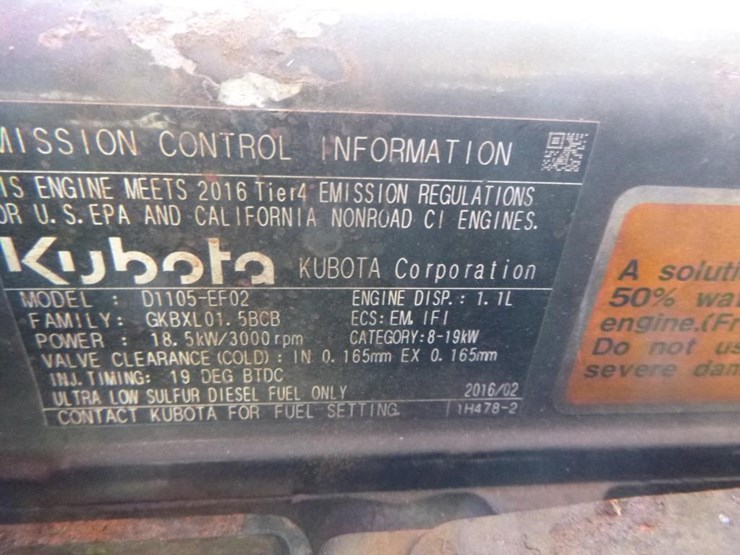 MISSION CONTROL INFORMATION
IS ENGINE MEETS 2016 Tier4 EMISSION REGULATIONS
OR U.S. EPA AND CALIFORNIA NONROAD CI ENGINES.
Kubota KUBOTA Corporation
MODEL : D1105-EF02 ENGINE DISP. : 1.1L
FAMILY: GKBXL01.5BCB ECS: EM, IFI
POWER : 18.5kW/3000rpm CATEGORY:8-19kW
VALVE CLEARANCE (COLD) : IN 0.165mm EX 0.165mm
INJ. TIMING: 19 DEG BTDC
ULTRA LOW SULFUR DIESEL FUEL ONLY 2016/02
CONTACT KUBOTA FOR FUEL SETTING. 1H478-2
A soluti
50% wat
engine.(Fr
Do not us
severe dam